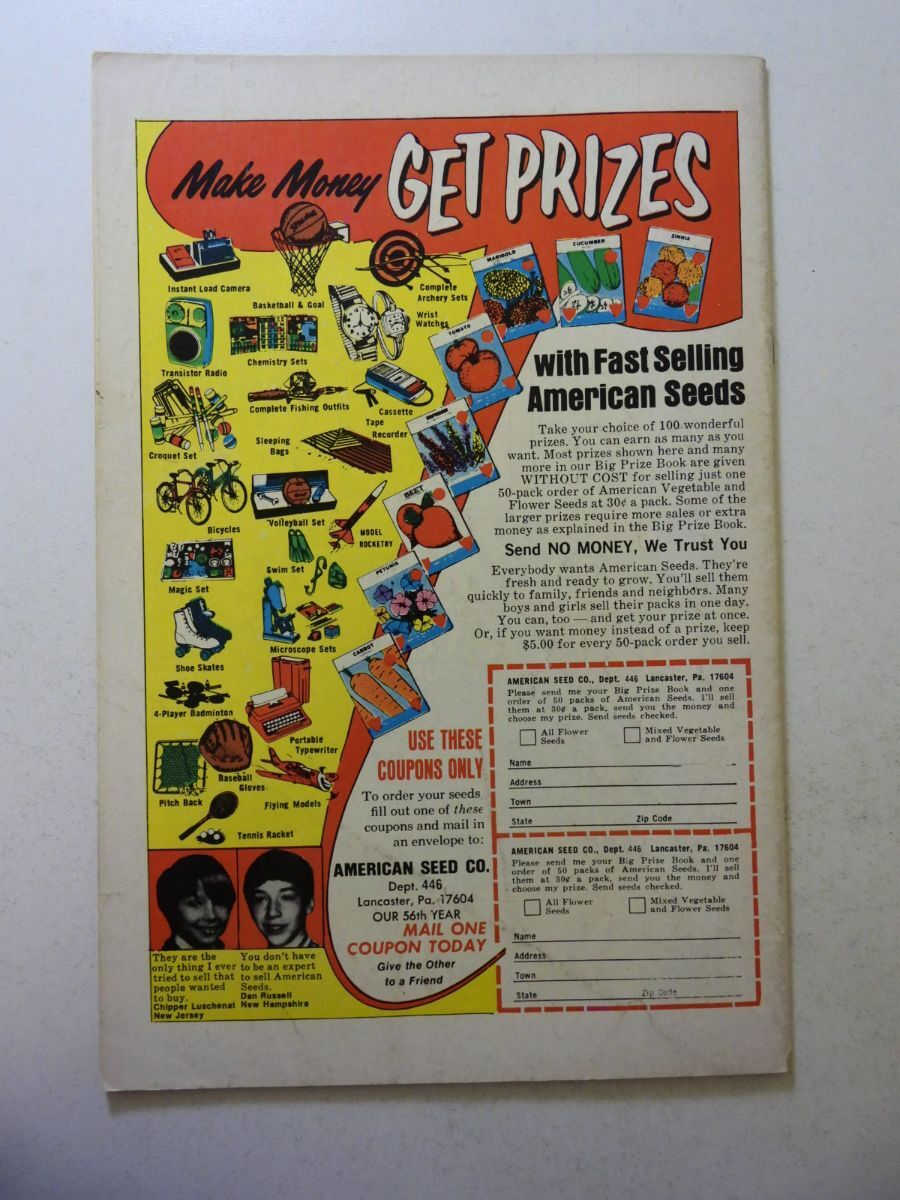 Make Money GET PRIZES
Instant Load Camera
Basketball & Goal
Complete
Archery Sets
Wrist
Watches
Transistor Radio
Chemistry Sets
Complete Fishing Outfits
Cassette
Tape
Recorder
Croquet Set
Sleeping
Bags
Bicycles
Volleyball Set
MODEL
ROCKETRY
Magic Set
Swim Set
Shoe Skates
Microscope Sets
4-Player Badminton
Portable
Typewriter
Pitch Back
Baseball
Gloves
Flying Models
Tennis Racket
MARIGOLD
CUCUMBER
ZINNIA
TOMATO
BEET
PETUNIA
CARROT
with Fast Selling
American Seeds
Take your choice of 100 wonderful
prizes. You can earn as many as you
want. Most prizes shown here and many
more in our Big Prize Book are given
WITHOUT COST for selling just one
50-pack order of American Vegetable and
Flower Seeds at 30¢ a pack. Some of the
larger prizes require more sales or extra
money as explained in the Big Prize Book.
Send NO MONEY, We Trust You
Everybody wants American Seeds. They're
fresh and ready to grow. You'll sell them
quickly to family, friends and neighbors. Many
boys and girls sell their packs in one day.
You can, too — and get your prize at once.
Or, if you want money instead of a prize, keep
$5.00 for every 50-pack order you sell.
USE THESE
COUPONS ONLY
To order your seeds
fill out one of these
coupons and mail in
an envelope to:
AMERICAN SEED CO.
Dept. 446
Lancaster, Pa. 17604
OUR 56th YEAR
MAIL ONE
COUPON TODAY
Give the Other
to a Friend
AMERICAN SEED CO., Dept. 446 Lancaster, Pa. 17604
Please send me your Big Prize Book and one
order of 50 packs of American Seeds. I'll sell
them at 30¢ a pack, send you the money and
choose my prize. Send seeds checked.
All Flower
Seeds
Mixed Vegetable
and Flower Seeds
Name
Address
Town
State Zip Code
AMERICAN SEED CO., Dept. 446 Lancaster, Pa. 17604
Please send me your Big Prize Book and one
order of 50 packs of American Seeds. I'll sell
them at 30¢ a pack, send you the money and
choose my prize. Send seeds checked.
All Flower
Seeds
Mixed Vegetable
and Flower Seeds
Name
Address
Town
State Zip Code
They are the
only thing I ever
tried to sell that
people wanted
to buy.
Chipper Luschenat
New Jersey
You don't have
to be an expert
to sell American
Seeds.
Dan Russell
New Hampshire